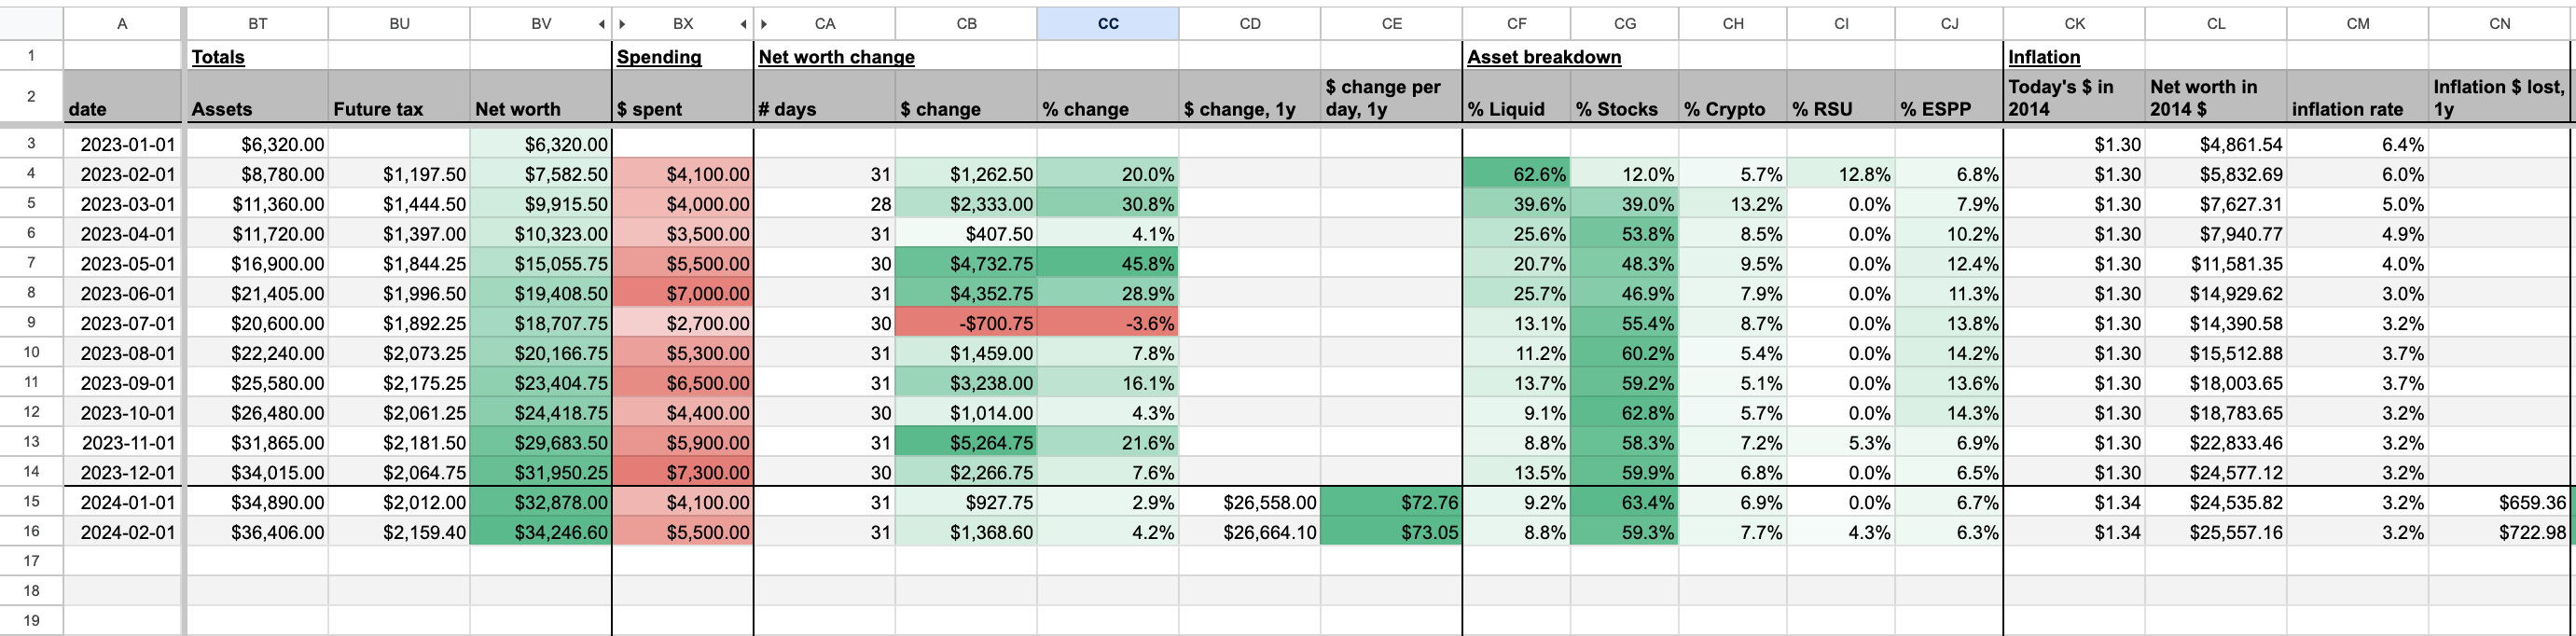 A BT BU BV BX CA CB CC CD CE CF CG CH CI CJ CK CL CM CN
1 Totals Spending Net worth change Asset breakdown Inflation
2 date Assets Future tax Net worth $ spent # days $ change % change $ change, 1y $ change per day, 1y % Liquid % Stocks % Crypto % RSU % ESPP Today's $ in 2014 Net worth in 2014 $ inflation rate Inflation $ lost, 1y
3 2023-01-01 $6,320.00 $6,320.00 $1.30 $4,861.54 6.4%
4 2023-02-01 $8,780.00 $1,197.50 $7,582.50 $4,100.00 31 $1,262.50 20.0% 62.6% 12.0% 5.7% 12.8% 6.8% $1.30 $5,832.69 6.0%
5 2023-03-01 $11,360.00 $1,444.50 $9,915.50 $4,000.00 28 $2,333.00 30.8% 39.6% 39.0% 13.2% 0.0% 7.9% $1.30 $7,627.31 5.0%
6 2023-04-01 $11,720.00 $1,397.00 $10,323.00 $3,500.00 31 $407.50 4.1% 25.6% 53.8% 8.5% 0.0% 10.2% $1.30 $7,940.77 4.9%
7 2023-05-01 $16,900.00 $1,844.25 $15,055.75 $5,500.00 30 $4,732.75 45.8% 20.7% 48.3% 9.5% 0.0% 12.4% $1.30 $11,581.35 4.0%
8 2023-06-01 $21,405.00 $1,996.50 $19,408.50 $7,000.00 31 $4,352.75 28.9% 25.7% 46.9% 7.9% 0.0% 11.3% $1.30 $14,929.62 3.0%
9 2023-07-01 $20,600.00 $1,892.25 $18,707.75 $2,700.00 30 -$700.75 -3.6% 13.1% 55.4% 8.7% 0.0% 13.8% $1.30 $14,390.58 3.2%
10 2023-08-01 $22,240.00 $2,073.25 $20,166.75 $5,300.00 31 $1,459.00 7.8% 11.2% 60.2% 5.4% 0.0% 14.2% $1.30 $15,512.88 3.7%
11 2023-09-01 $25,580.00 $2,175.25 $23,404.75 $6,500.00 31 $3,238.00 16.1% 13.7% 59.2% 5.1% 0.0% 13.6% $1.30 $18,003.65 3.7%
12 2023-10-01 $26,480.00 $2,061.25 $24,418.75 $4,400.00 30 $1,014.00 4.3% 9.1% 62.8% 5.7% 0.0% 14.3% $1.30 $18,783.65 3.2%
13 2023-11-01 $31,865.00 $2,181.50 $29,683.50 $5,900.00 31 $5,264.75 21.6% 8.8% 58.3% 7.2% 5.3% 6.9% $1.30 $22,833.46 3.2%
14 2023-12-01 $34,015.00 $2,064.75 $31,950.25 $7,300.00 30 $2,266.75 7.6% 13.5% 59.9% 6.8% 0.0% 6.5% $1.30 $24,577.12 3.2%
15 2024-01-01 $34,890.00 $2,012.00 $32,878.00 $4,100.00 31 $927.75 2.9% $26,558.00 $72.76 9.2% 63.4% 6.9% 0.0% 6.7% $1.34 $24,535.82 3.2% $659.36
16 2024-02-01 $36,406.00 $2,159.40 $34,246.60 $5,500.00 31 $1,368.60 4.2% $26,664.10 $73.05 8.8% 59.3% 7.7% 4.3% 6.3% $1.34 $25,557.16 3.2% $722.98
17
18
19